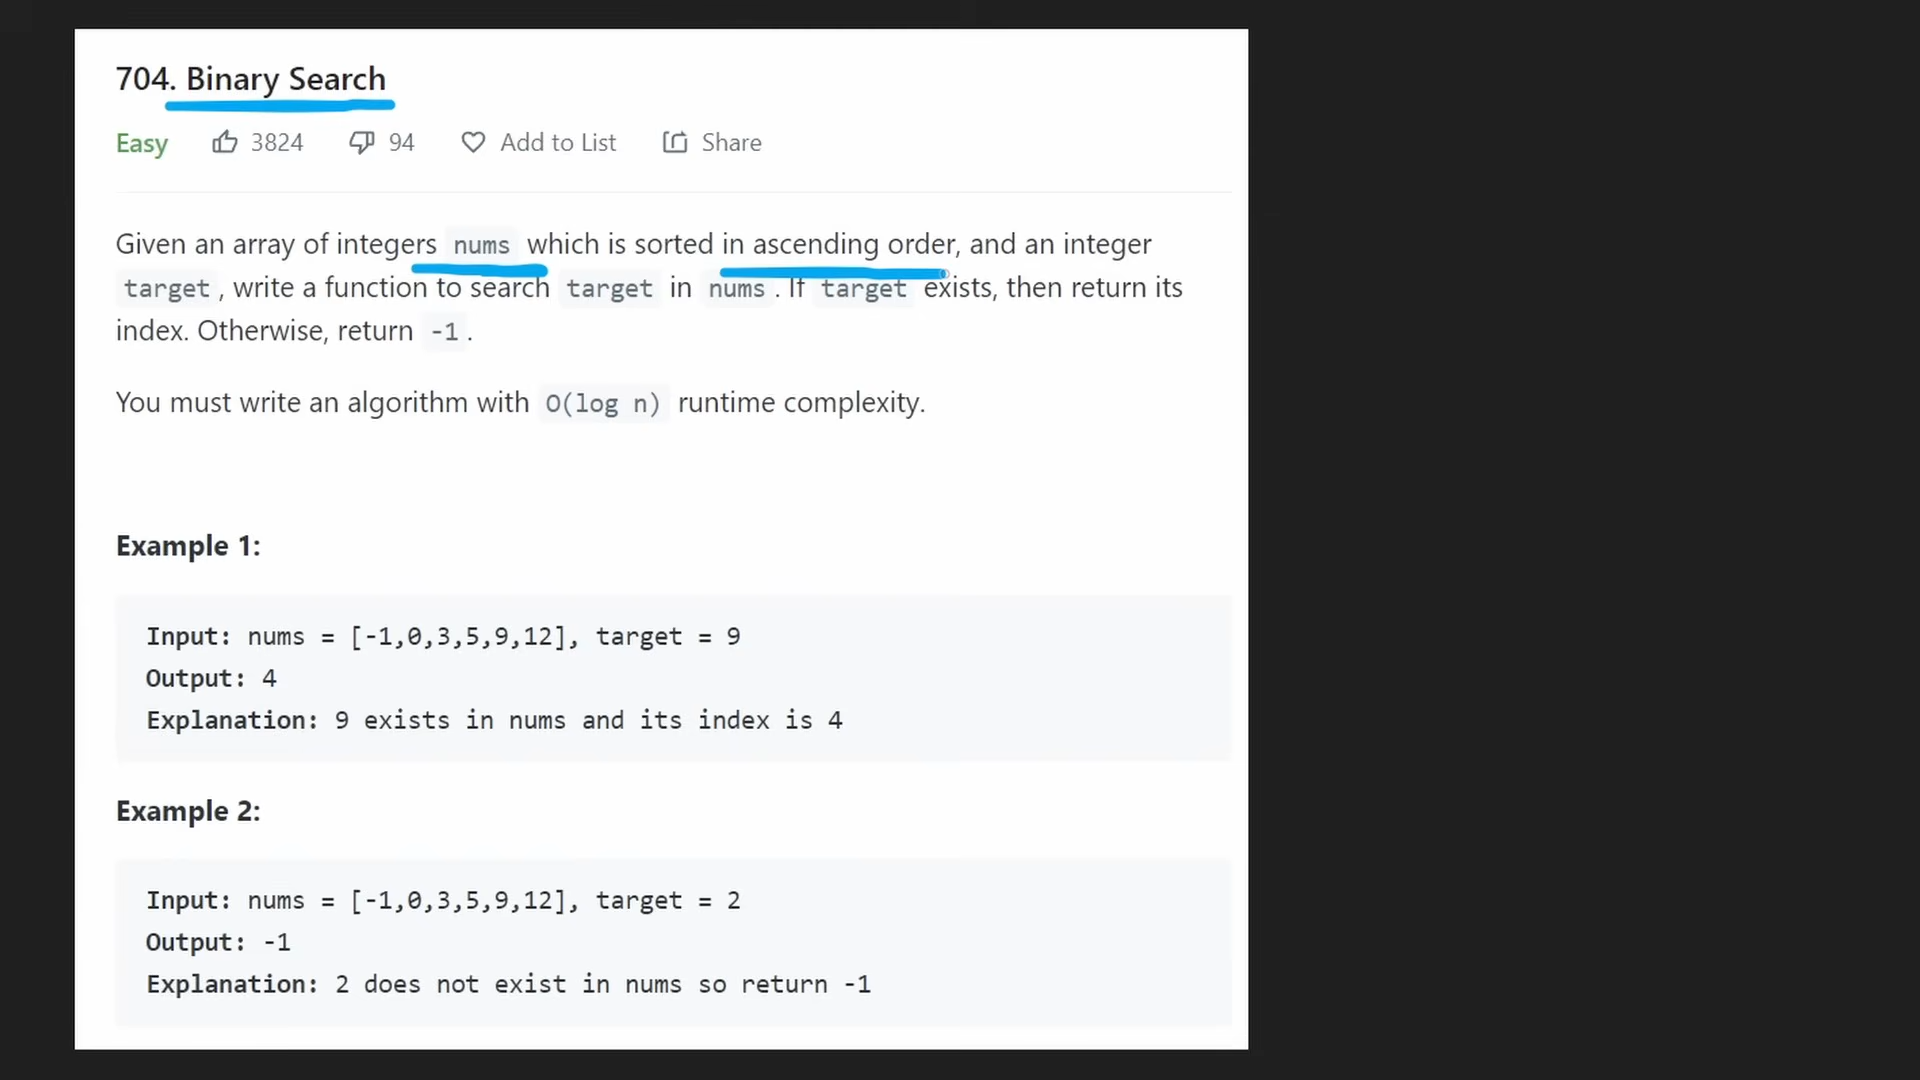 704. Binary Search
Easy 3824 94 Add to List Share
Given an array of integers nums which is sorted in ascending order, and an integer
target, write a function to search target in nums. If target exists, then return its
index. Otherwise, return -1.
You must write an algorithm with O(log n) runtime complexity.
Example 1:
Input: nums = [-1,0,3,5,9,12], target = 9
Output: 4
Explanation: 9 exists in nums and its index is 4
Example 2:
Input: nums = [-1,0,3,5,9,12], target = 2
Output: -1
Explanation: 2 does not exist in nums so return -1